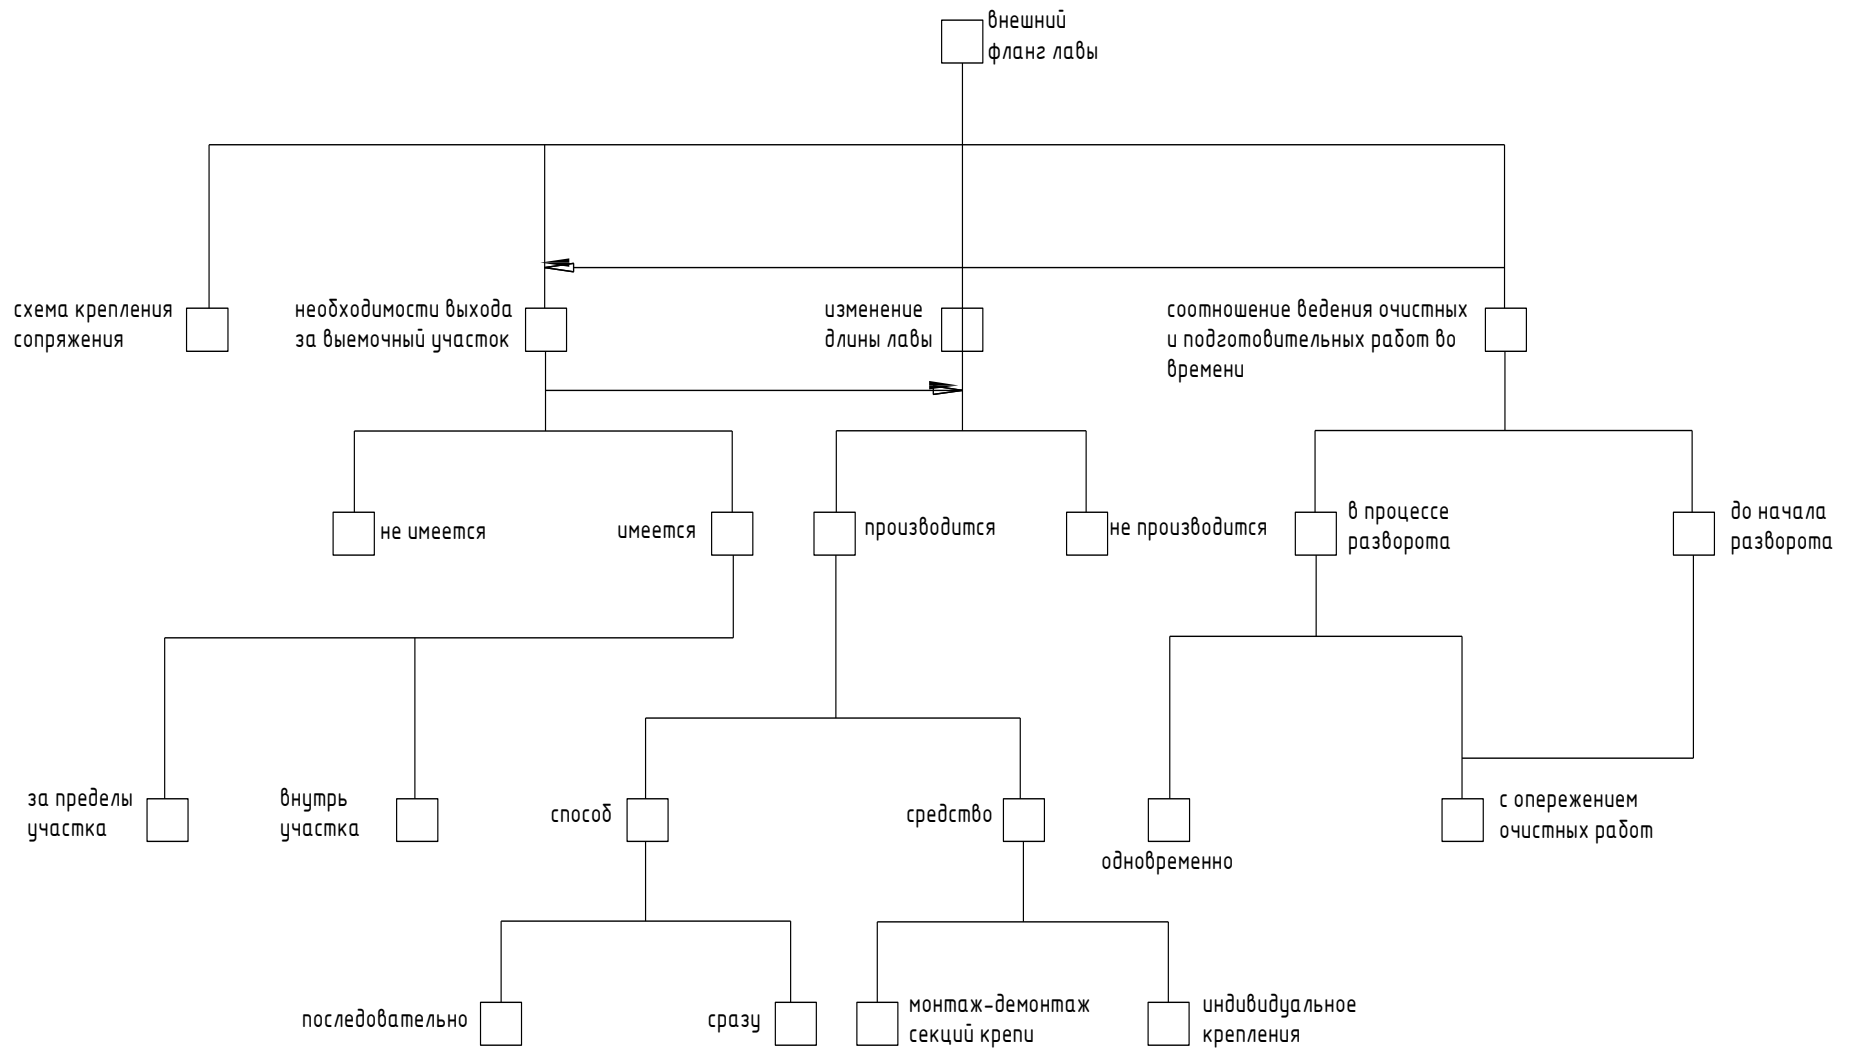 внешний
фланг лавы
схема крепления
сопряжения
необходимости выхода
за выемочный участок
изменение
длины лавы
соотношение ведения очистных
и подготовительных работ во
времени
не имеется
имеется
производится
не производится
в процессе
разворота
до начала
разворота
за пределы
участка
внутрь
участка
способ
средство
одновременно
с опережением
очистных работ
последовательно
сразу
монтаж-демонтаж
секций крепи
индивидуальное
крепления